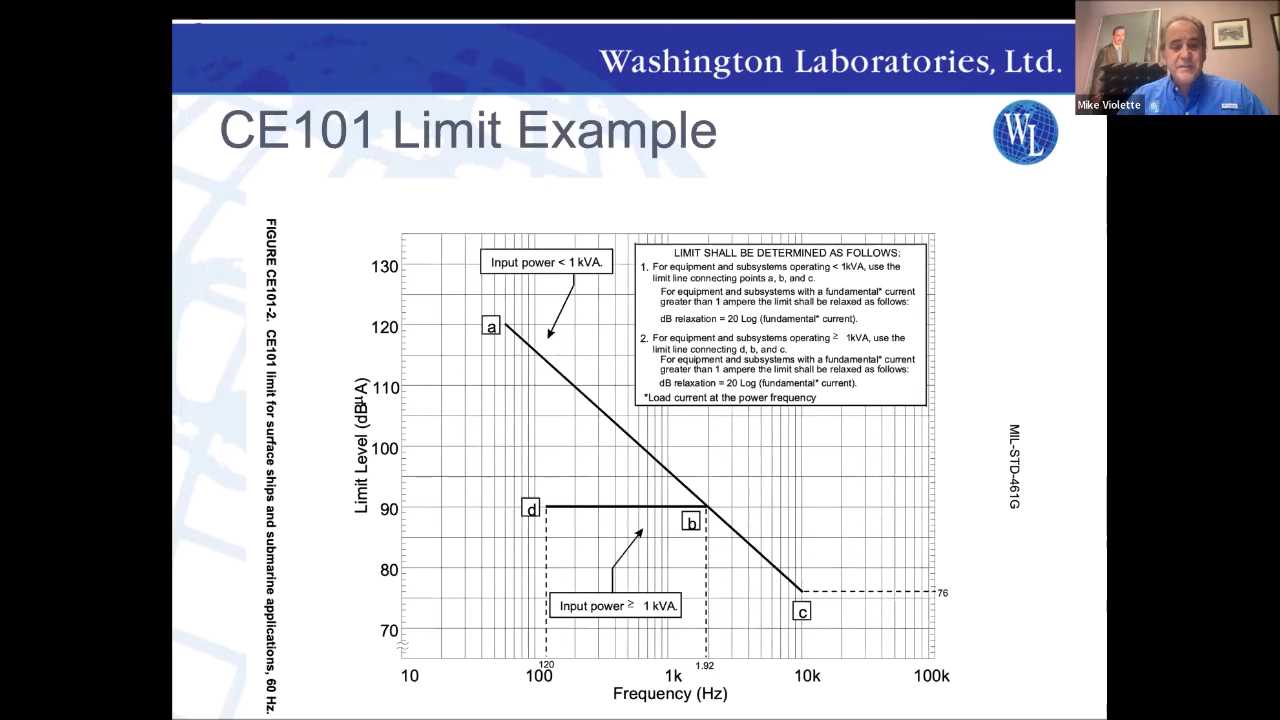 Washington Laboratories, Ltd.
Mike Violette
CE101 Limit Example
WL
FIGURE CE101-2. CE101 limit for surface ships and submarine applications, 60 Hz.
Limit Level (dBµA)
130
120
110
100
90
80
70
Input power < 1 kVA.
LIMIT SHALL BE DETERMINED AS FOLLOWS:
1. For equipment and subsystems operating < 1kVA, use the
limit line connecting points a, b, and c.
For equipment and subsystems with a fundamental* current
greater than 1 ampere the limit shall be relaxed as follows:
dB relaxation = 20 Log (fundamental* current).
2. For equipment and subsystems operating ≥ 1kVA, use the
limit line connecting d, b, and c.
For equipment and subsystems with a fundamental* current
greater than 1 ampere the limit shall be relaxed as follows:
dB relaxation = 20 Log (fundamental* current).
*Load current at the power frequency
a
d
b
c
Input power ≥ 1 kVA.
76
120
1.92
10
100
1k
10k
100k
Frequency (Hz)
MIL-STD-461G